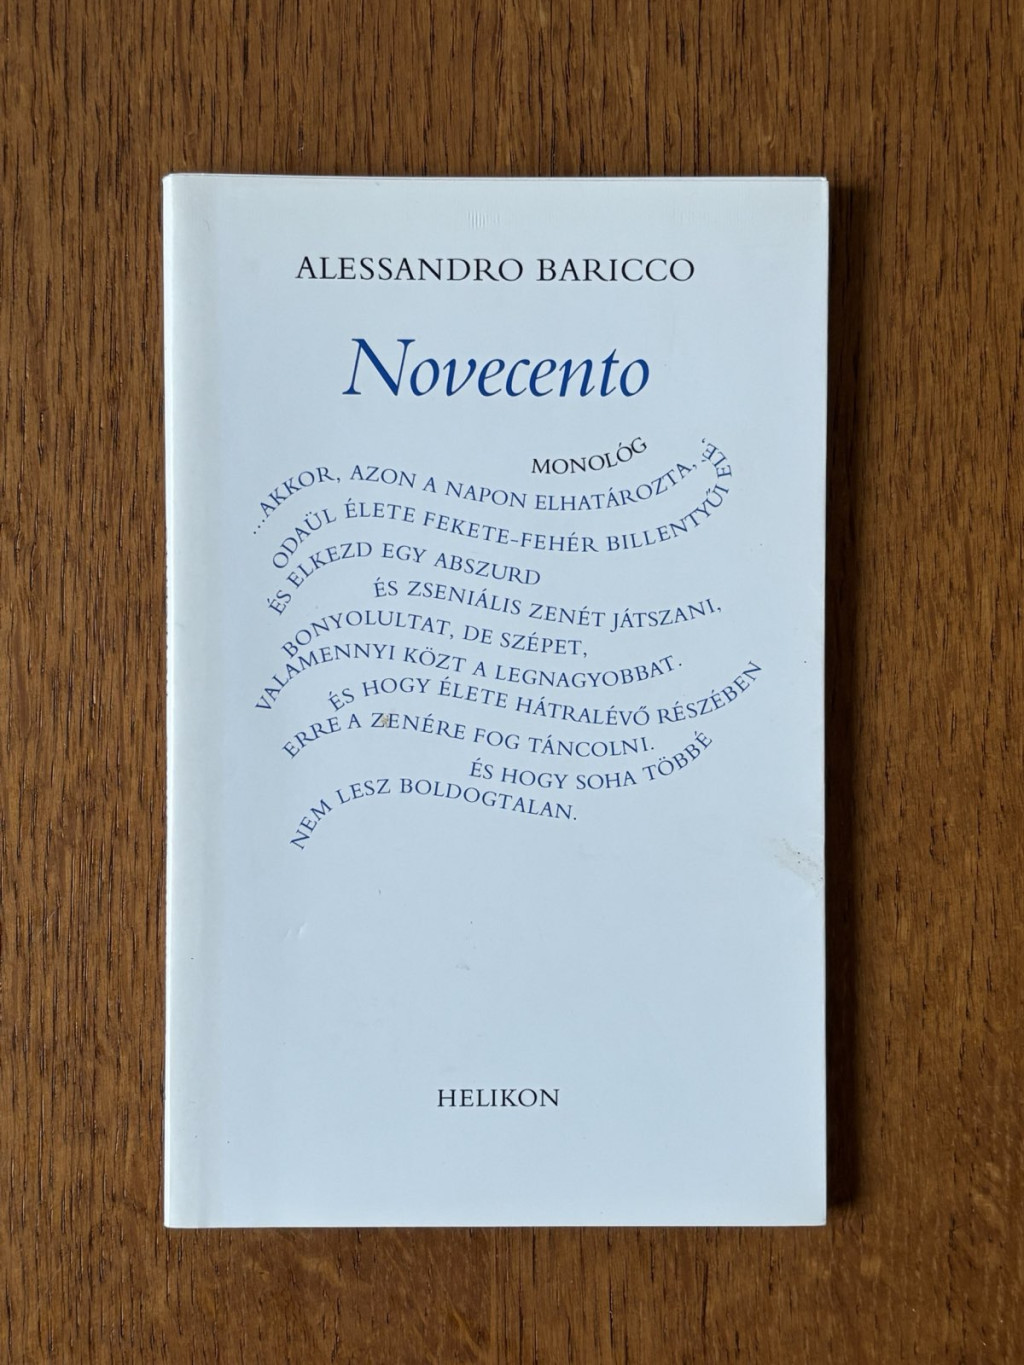 ALESSANDRO BARICCO
Novecento
MONOLÓG
...AKKOR, AZON A NAPON ELHATÁROZTA,
ODAÜL ÉLETE FEKETE-FEHÉR BILLENTYŰI ELÉ,
ÉS ELKEZD EGY ABSZURD
ÉS ZSENIÁLIS ZENÉT JÁTSZANI,
BONYOLULTAT, DE SZÉPET,
VALAMENNYI KÖZT A LEGNAGYOBBAT.
ÉS HOGY ÉLETE HÁTRALÉVŐ RÉSZÉBEN
ERRE A ZENÉRE FOG TÁNCOLNI.
ÉS HOGY SOHA TÖBBÉ
NEM LESZ BOLDOGTALAN.
HELIKON